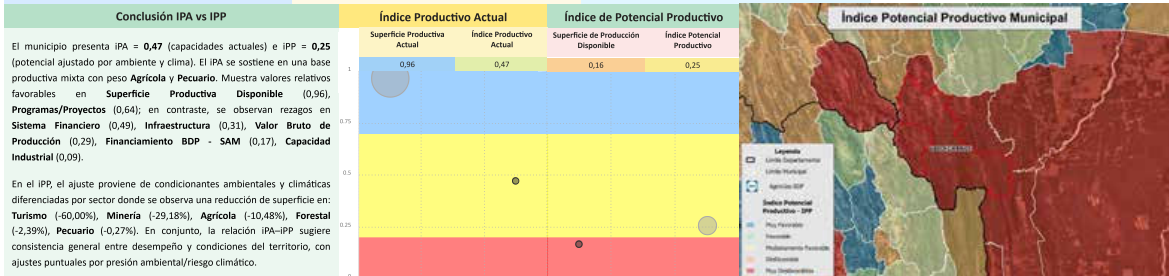 Conclusión IPA vs IPP
El municipio presenta iPA = 0,47 (capacidades actuales) e iPP = 0,25
(potencial ajustado por ambiente y clima). El iPA se sostiene en una base
productiva mixta con peso Agrícola y Pecuario. Muestra valores relativos
favorables en Superficie Productiva Disponible (0,96),
Programas/Proyectos (0,64); en contraste, se observan rezagos en
Sistema Financiero (0,49), Infraestructura (0,31), Valor Bruto de
Producción (0,29), Financiamiento BDP - SAM (0,17), Capacidad
Industrial (0,09).
En el iPP, el ajuste proviene de condicionantes ambientales y climáticas
diferenciadas por sector donde se observa una reducción de superficie en:
Turismo (-60,00%), Minería (-29,18%), Agrícola (-10,48%), Forestal
(-2,39%), Pecuario (-0,27%). En conjunto, la relación iPA–iPP sugiere
consistencia general entre desempeño y condiciones del territorio, con
ajustes puntuales por presión ambiental/riesgo climático.
Índice Productivo Actual
Índice de Potencial Productivo
Superficie Productiva Actual
Índice Productivo Actual
Superficie de Producción Disponible
Índice Potencial Productivo
0,96
0,47
0,16
0,25
1
0.75
0.5
0.25
0
Índice Potencial Productivo Municipal
Leyenda
Límite Departamental
Límite Municipal
Agencias BDP
Índice Potencial
Productivo - IPP
Muy Favorable
Favorable
Medianamente Favorable
Desfavorable
Muy Desfavorable